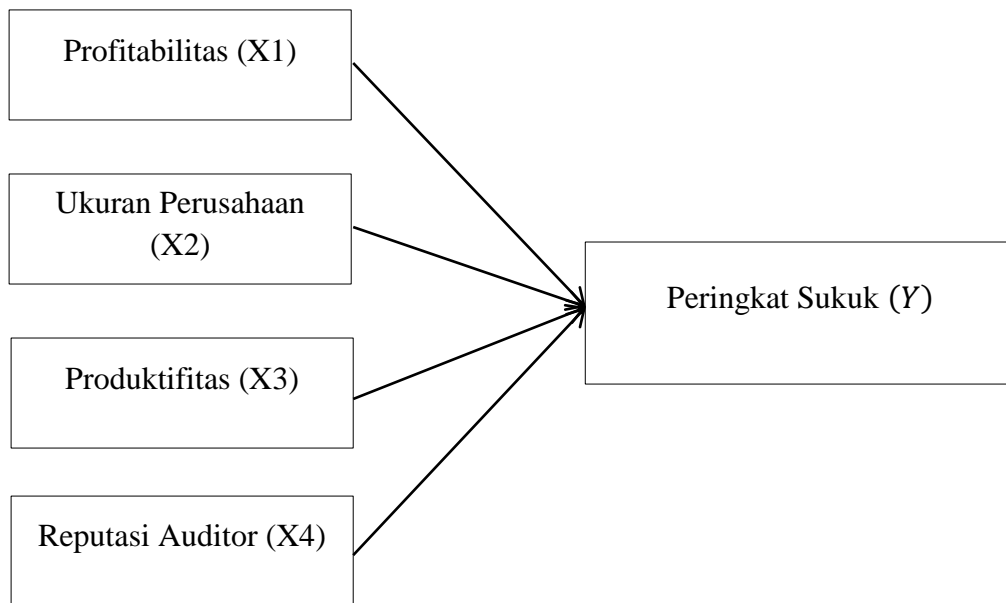 Profitabilitas (X1)
Ukuran Perusahaan
(X2)
Produktifitas (X3)
Reputasi Auditor (X4)
Peringkat Sukuk (𝑌)